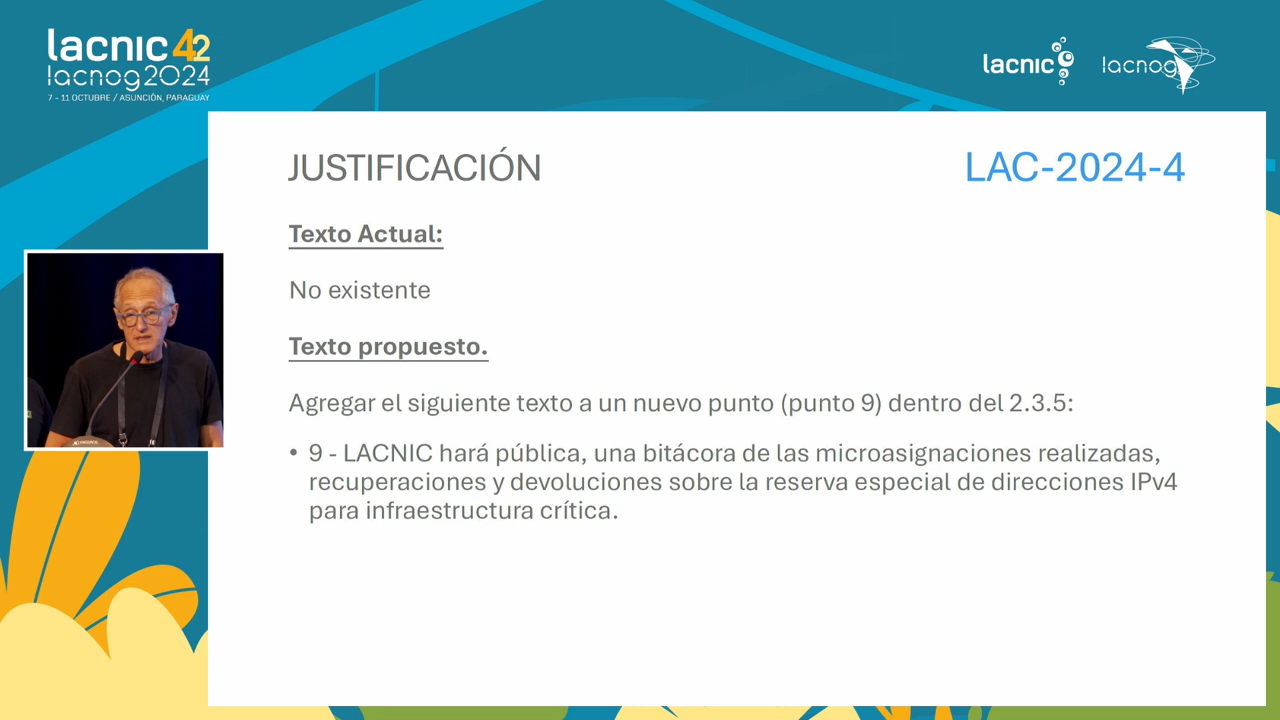 lacnic 42
lacnog2024
7 - 11 OCTUBRE / ASUNCIÓN, PARAGUAY
lacnic
lacnog
JUSTIFICACIÓN
LAC-2024-4
Texto Actual:
No existente
Texto propuesto.
Agregar el siguiente texto a un nuevo punto (punto 9) dentro del 2.3.5:
• 9 - LACNIC hará pública, una bitácora de las microasignaciones realizadas,
recuperaciones y devoluciones sobre la reserva especial de direcciones IPv4
para infraestructura crítica.